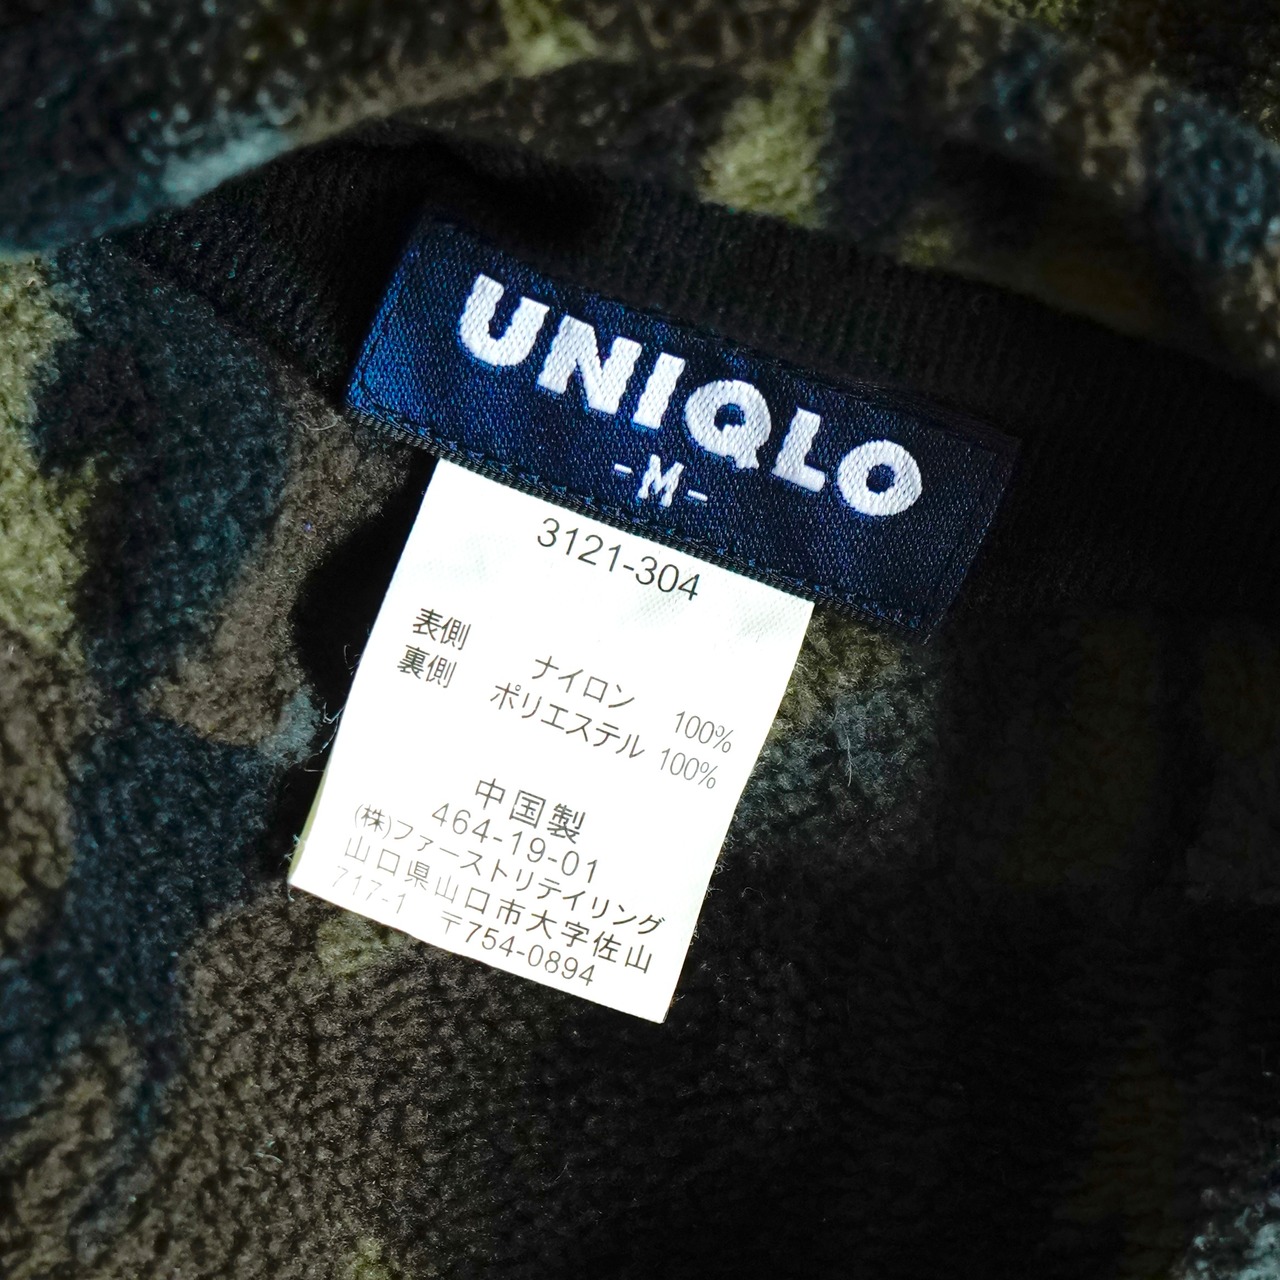 UNIQLO
-M-
3121-304
表側 ナイロン 100%
裏側 ポリエステル 100%
中国製
464-19-01
(株)ファーストリテイリング
山口県山口市大字佐山
717-1 〒754-0894